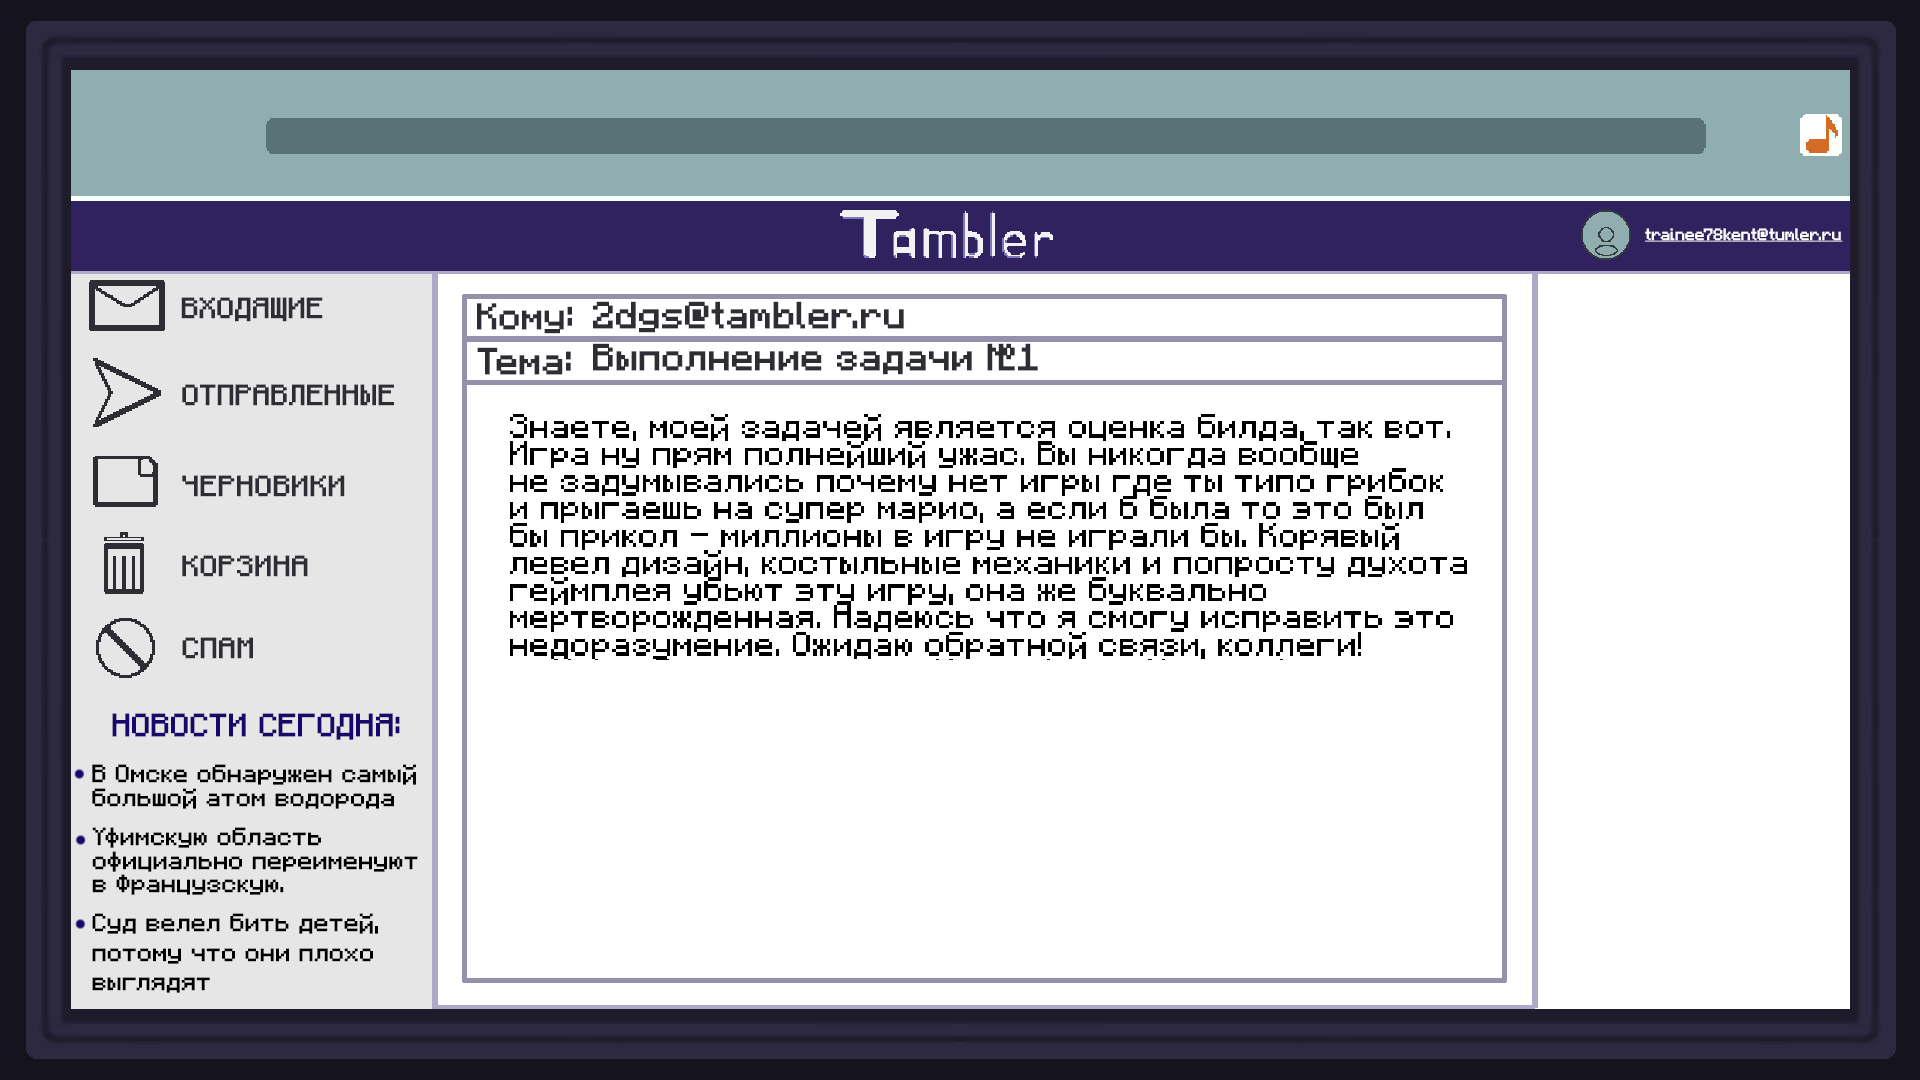 Tambler
trainee78kent@tumler.ru
ВХОДЯЩИЕ
ОТПРАВЛЕННЫЕ
ЧЕРНОВИКИ
КОРЗИНА
СПАМ
НОВОСТИ СЕГОДНЯ:
• В Омске обнаружен самый
большой атом водорода
• Уфимскую область
официально переименуют
в Французскую.
• Суд велел бить детей,
потому что они плохо
выглядят
Кому: 2dgs@tambler.ru
Тема: Выполнение задачи №1
Знаете, моей задачей является оценка билда, так вот.
Игра ну прям полнейший ужас. Вы никогда вообще
не задумывались почему нет игры где ты типо грибок
и прыгаешь на супер марио, а если б была то это был
бы прикол – миллионы в игру не играли бы. Корявый
левел дизайн, костыльные механики и попросту духота
геймплея убьют эту игру, она же буквально
мертворожденная. Надеюсь что я смогу исправить это
недоразумение. Ожидаю обратной связи, коллеги!